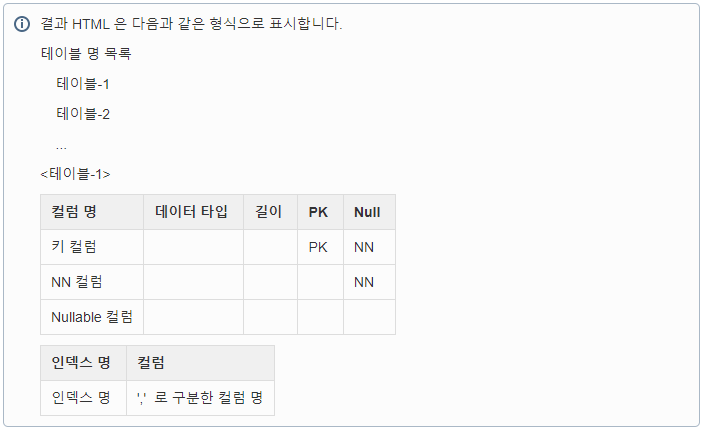 결과 HTML 은 다음과 같은 형식으로 표시합니다.
테이블 명 목록
테이블-1
테이블-2
...
<테이블-1>
컬럼 명 데이터 타입 길이 PK Null
키 컬럼 PK NN
NN 컬럼 NN
Nullable 컬럼
인덱스 명 컬럼
인덱스 명 ',' 로 구분한 컬럼 명